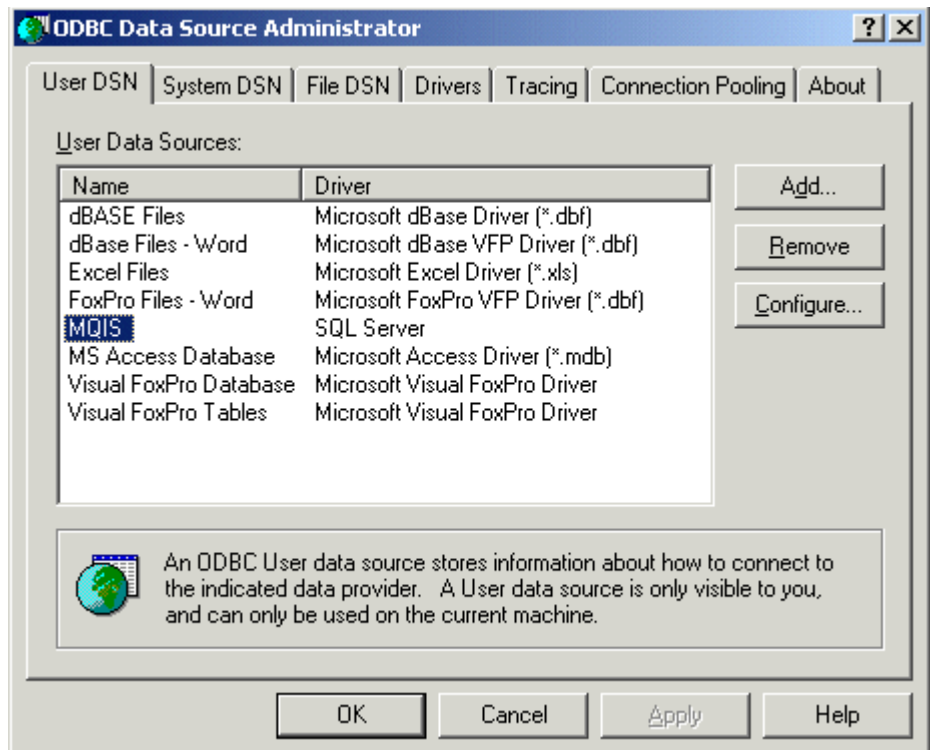 ODBC Data Source Administrator
User DSN System DSN File DSN Drivers Tracing Connection Pooling About
User Data Sources:
Name Driver
dBASE Files Microsoft dBase Driver (*.dbf)
dBase Files - Word Microsoft dBase VFP Driver (*.dbf)
Excel Files Microsoft Excel Driver (*.xls)
FoxPro Files - Word Microsoft FoxPro VFP Driver (*.dbf)
MQIS SQL Server
MS Access Database Microsoft Access Driver (*.mdb)
Visual FoxPro Database Microsoft Visual FoxPro Driver
Visual FoxPro Tables Microsoft Visual FoxPro Driver
Add...
Remove
Configure...
An ODBC User data source stores information about how to connect to
the indicated data provider. A User data source is only visible to you,
and can only be used on the current machine.
OK Cancel Apply Help